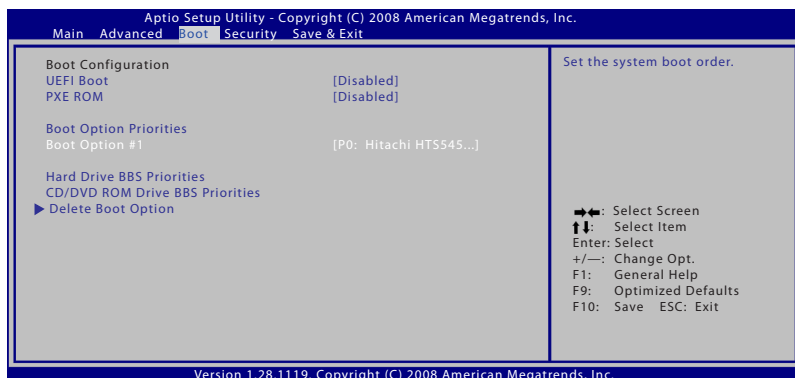 Aptio Setup Utility - Copyright (C) 2008 American Megatrends, Inc.
Main Advanced Boot Security Save & Exit
Boot Configuration
UEFI Boot [Disabled]
PXE ROM [Disabled]
Boot Option Priorities
Boot Option #1 [P0: Hitachi HTS545...]
Hard Drive BBS Priorities
CD/DVD ROM Drive BBS Priorities
▶ Delete Boot Option
Set the system boot order.
➡⬅: Select Screen
⬆⬇: Select Item
Enter: Select
+/—: Change Opt.
F1: General Help
F9: Optimized Defaults
F10: Save ESC: Exit
Version 1.28.1119. Copyright (C) 2008 American Megatrends, Inc.